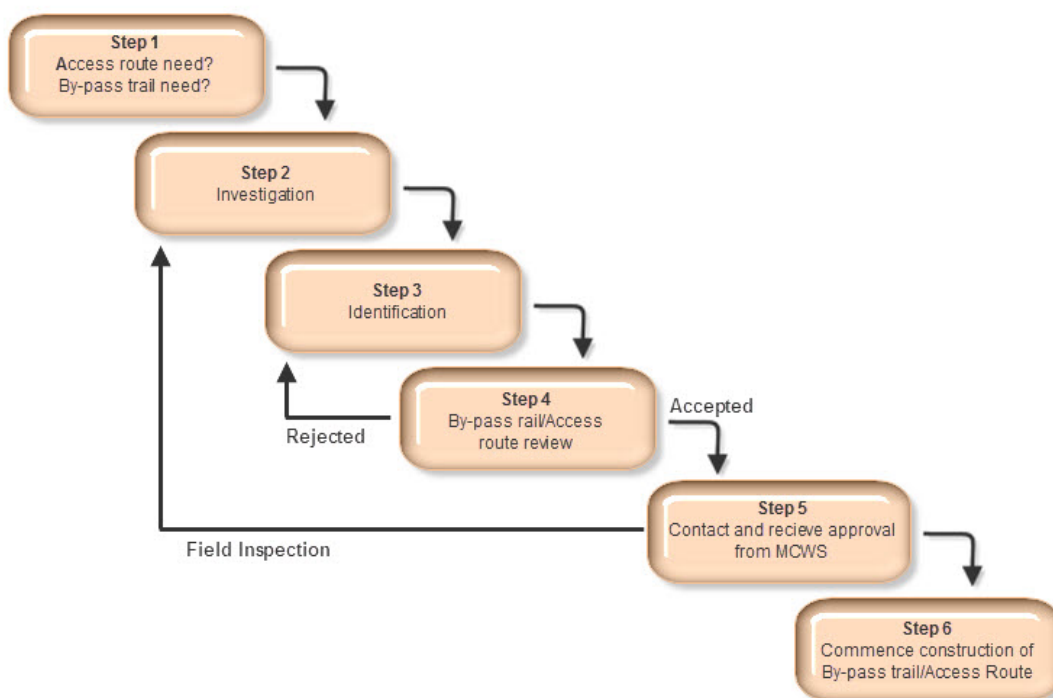 Step 1
Access route need?
By-pass trail need?
Step 2
Investigation
Step 3
Identification
Step 4
By-pass rail/Access
route review
Accepted
Rejected
Step 5
Contact and recieve approval
from MCWS
Field Inspection
Step 6
Commence construction of
By-pass trail/Access Route